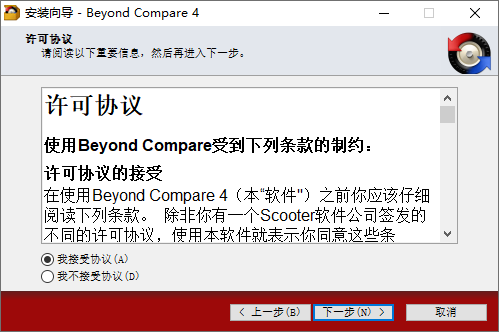 安装向导 - Beyond Compare 4
许可协议
请阅读以下重要信息，然后再进入下一步。
许可协议
使用Beyond Compare受到下列条款的制约：
许可协议的接受
在使用Beyond Compare 4（本“软件"）之前你应该仔细
阅读下列条款。 除非你有一个Scooter软件公司签发的
不同的许可协议，使用本软件就表示你同意这些条
我接受协议(A)
我不接受协议(D)
< 上一步(B)
下一步(N) >
取消